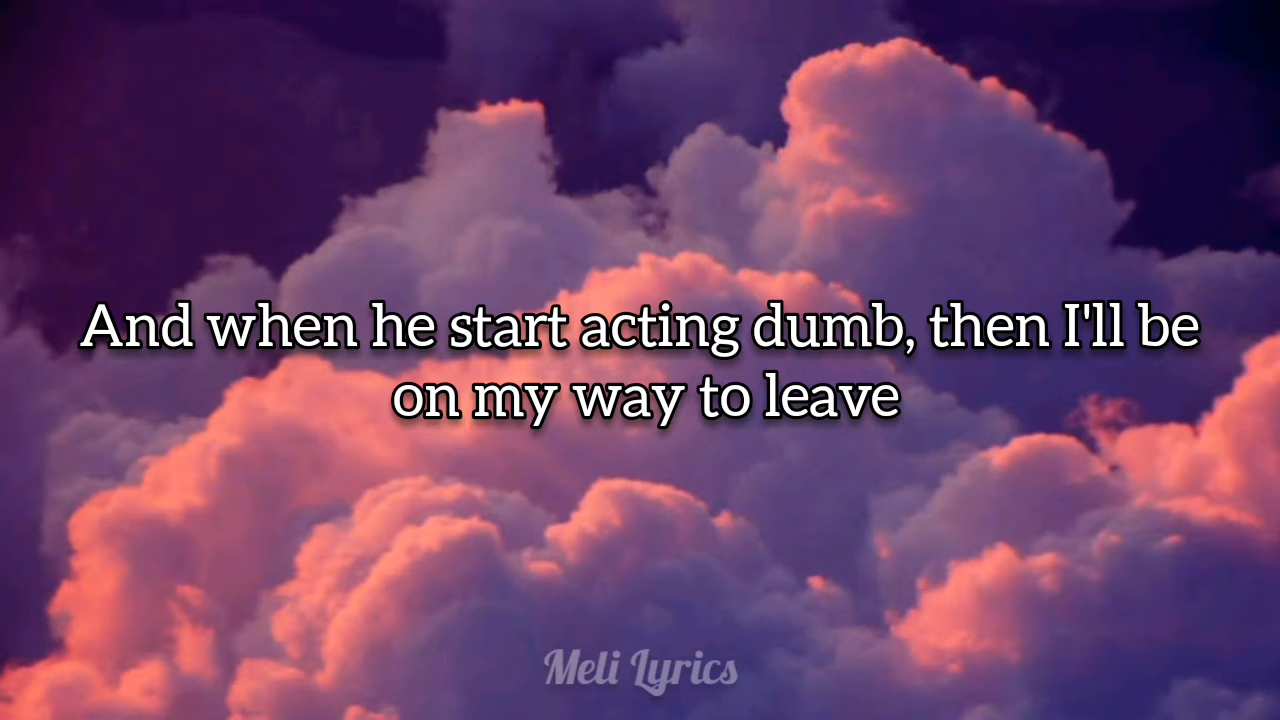 And when he start acting dumb, then I'll be
on my way to leave
Meli Lyrics